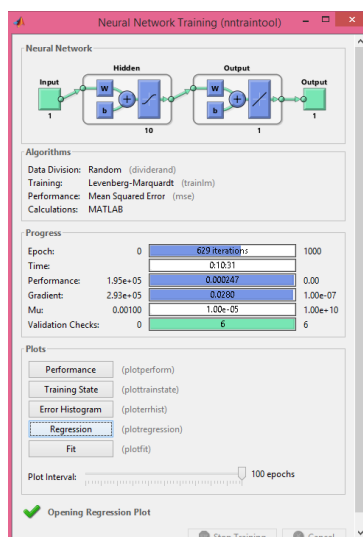 Neural Network Training (nntraintool)
Neural Network
Hidden Output
Input Output
W W
b b
1 1
10 1
Algorithms
Data Division: Random (dividerand)
Training: Levenberg-Marquardt (trainlm)
Performance: Mean Squared Error (mse)
Calculations: MATLAB
Progress
Epoch: 0 629 iterations 1000
Time: 0:10:31
Performance: 1.95e+05 0.000247 0.00
Gradient: 2.93e+05 0.0280 1.00e-07
Mu: 0.00100 1.00e-05 1.00e+10
Validation Checks: 0 6 6
Plots
Performance (plotperform)
Training State (plottrainstate)
Error Histogram (ploterrhist)
Regression (plotregression)
Fit (plotfit)
Plot Interval: 100 epochs
Opening Regression Plot
Stop Training Cancel